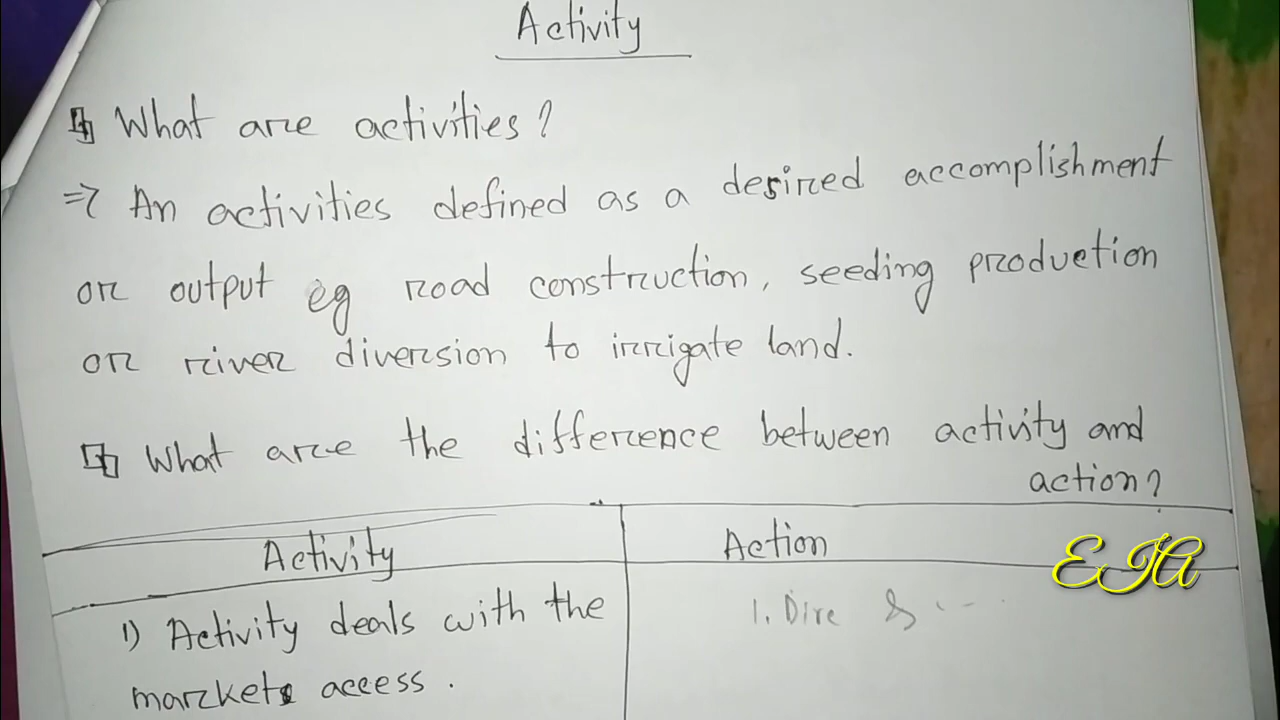 Activity
What are activities?
⇒ An activities defined as a desired accomplishment
or output eg road construction, seeding production
or river diversion to irrigate land.
What are the difference between activity and
action?
Activity Action
EIA
1) Activity deals with the 1. Dire
markets access.